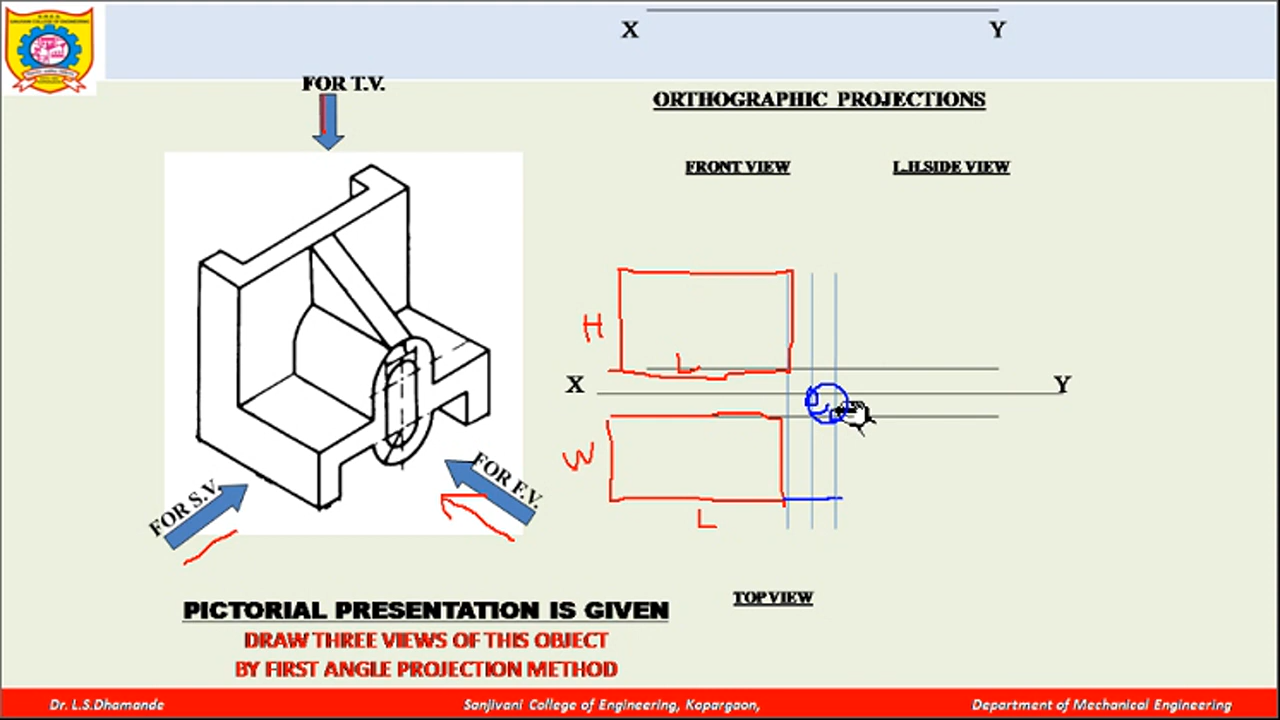 X Y
FOR T.V.
ORTHOGRAPHIC PROJECTIONS
FRONT VIEW L.H.SIDE VIEW
H
L
X Y
W
L
FOR S.V.
FOR F.V.
TOP VIEW
PICTORIAL PRESENTATION IS GIVEN
DRAW THREE VIEWS OF THIS OBJECT
BY FIRST ANGLE PROJECTION METHOD
Dr. L.S.Dhamande Sanjivani College of Engineering, Kopargaon, Department of Mechanical Engineering